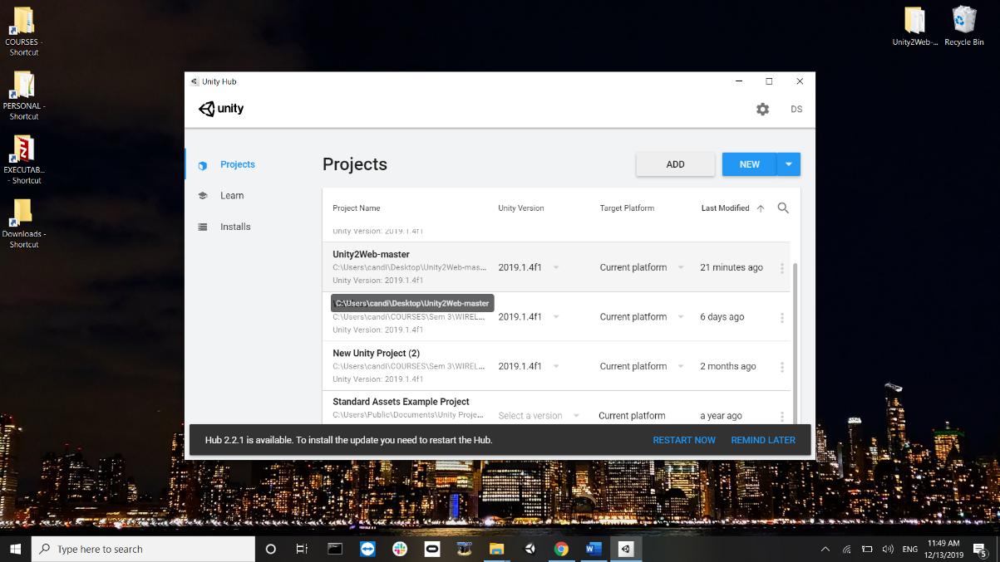 COURSES -
Shortcut
PERSONAL -
Shortcut
EXECUTAB...
- Shortcut
Downloads -
Shortcut
Unity2Web-...
Recycle Bin
Unity Hub
unity
DS
Projects
Learn
Installs
Projects
ADD
NEW
Project Name
Unity Version
Target Platform
Last Modified
Unity Version: 2019.1.4f1
Unity2Web-master
C:\Users\candi\Desktop\Unity2Web-mas...
2019.1.4f1
Current platform
21 minutes ago
Unity Version: 2019.1.4f1
C:\Users\candi\Desktop\Unity2Web-master
C:\Users\candi\COURSES\Sem 3\WIREL...
2019.1.4f1
Current platform
6 days ago
Unity Version: 2019.1.4f1
New Unity Project (2)
C:\Users\candi\COURSES\Sem 3\WIREL...
2019.1.4f1
Current platform
2 months ago
Unity Version: 2019.1.4f1
Standard Assets Example Project
C:\Users\Public\Documents\Unity Proje...
Select a version
Current platform
a year ago
Hub 2.2.1 is available. To install the update you need to restart the Hub.
RESTART NOW
REMIND LATER
Type here to search
ENG
11:49 AM
12/13/2019
5